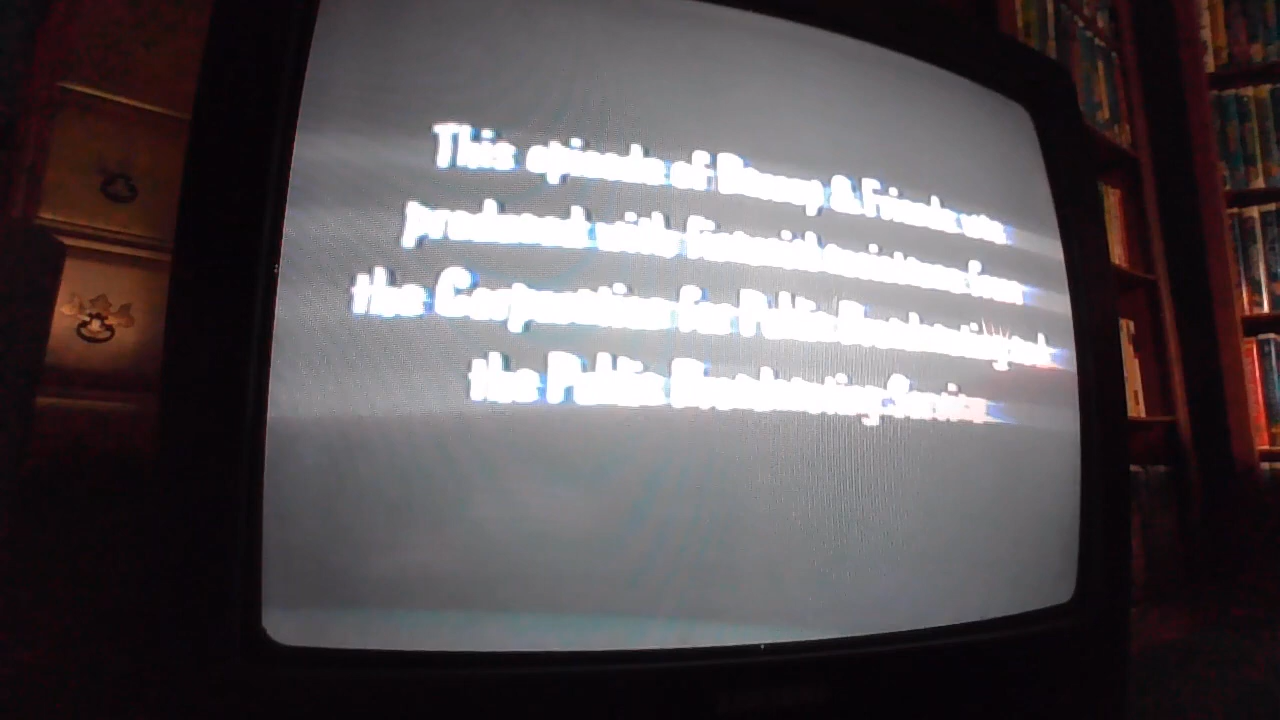 This episode of Barney & Friends was
produced with financial assistance from
the Corporation for Public Broadcasting and
the Public Broadcasting Service